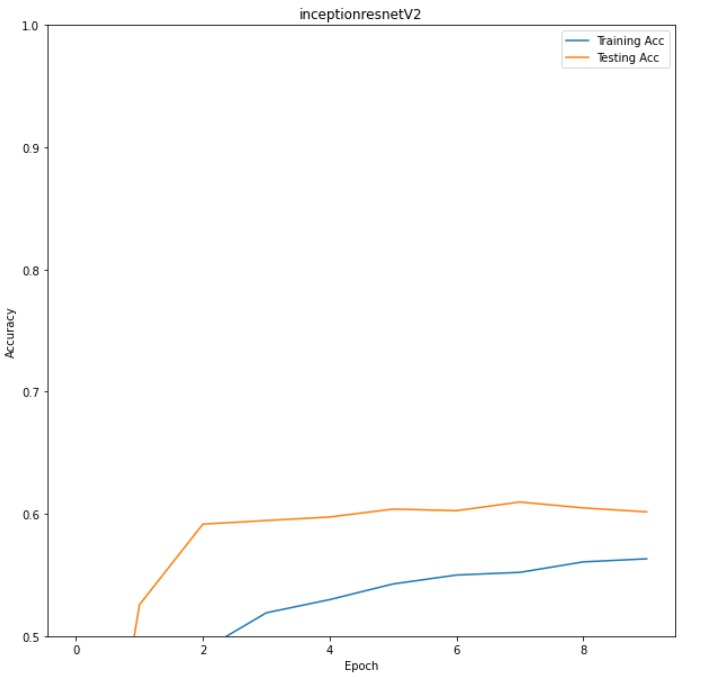 inceptionresnetV2
1.0
Training Acc
Testing Acc
0.9
0.8
0.7
0.6
0.5
Accuracy
0 2 4 6 8
Epoch